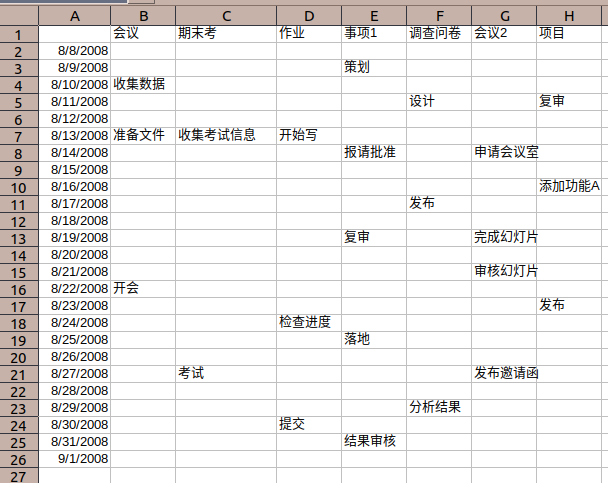 A B C D E F G H
1 会议 期末考 作业 事项1 调查问卷 会议2 项目
2 8/8/2008
3 8/9/2008 策划
4 8/10/2008 收集数据
5 8/11/2008 设计 复审
6 8/12/2008
7 8/13/2008 准备文件 收集考试信息 开始写
8 8/14/2008 报请批准 申请会议室
9 8/15/2008
10 8/16/2008 添加功能A
11 8/17/2008 发布
12 8/18/2008
13 8/19/2008 复审 完成幻灯片
14 8/20/2008
15 8/21/2008 审核幻灯片
16 8/22/2008 开会
17 8/23/2008 发布
18 8/24/2008 检查进度
19 8/25/2008 落地
20 8/26/2008
21 8/27/2008 考试 发布邀请函
22 8/28/2008
23 8/29/2008 分析结果
24 8/30/2008 提交
25 8/31/2008 结果审核
26 9/1/2008
27